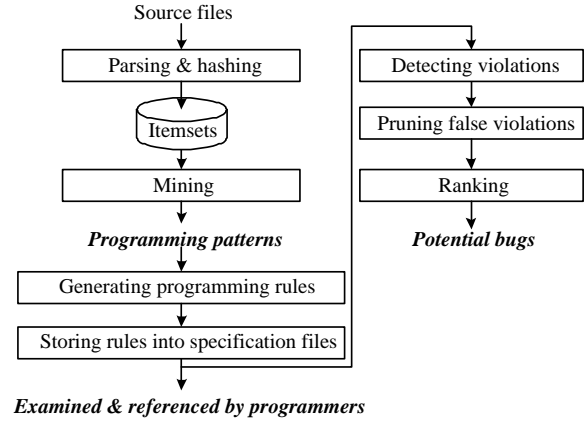 Source files
Parsing & hashing
Itemsets
Mining
Programming patterns
Generating programming rules
Storing rules into specification files
Examined & referenced by programmers
Detecting violations
Pruning false violations
Ranking
Potential bugs